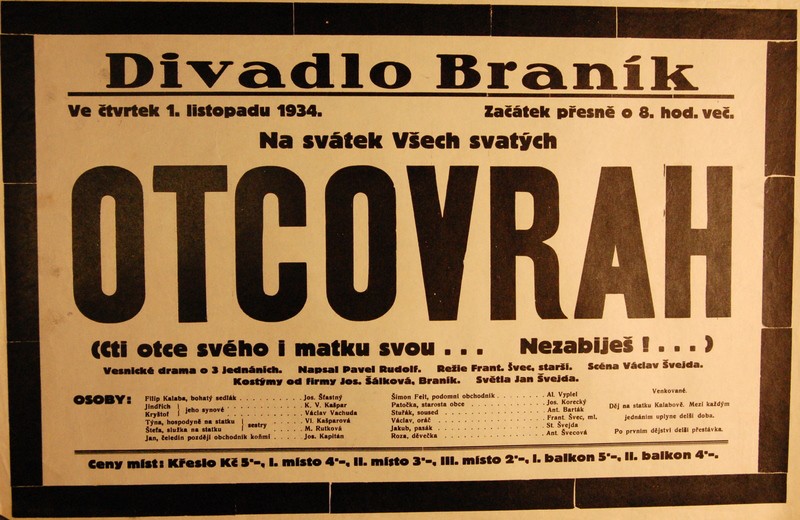 Divadlo Braník
Ve čtvrtek 1. listopadu 1934. Začátek přesně o 8. hod. več.
Na svátek Všech svatých
OTCOVRAH
(Cti otce svého i matku svou . . . Nezabiješ ! . . . )
Vesnické drama o 3 jednáních. Napsal Pavel Rudolf. Režie Frant. Švec, starší. Scéna Václav Švejda.
Kostýmy od firmy Jos. Šálková, Braník. Světla Jan Švejda.
OSOBY:
Filip Kalaba, bohatý sedlák . . . Jos. Šťastný
Jindřich } jeho synové . . . K. V. Kašpar
Kryštof . . . Václav Vachuda
Týna, hospodyně na statku } sestry . . . Vl. Kašparová
Štefa, služka na statku . . . M. Rutková
Jan, čeledín později obchodník koňmi . . . Jos. Kapitán
Šimon Feit, podomní obchodník . . . Al. Vyplel
Patočka, starosta obce . . . Jos. Korecký
Stuřák, soused . . . Ant. Barták
Václav, oráč . . . Frant. Švec, ml.
Jakub, pasák . . . St. Švejda
Roza, děvečka . . . Ant. Švecová
Venkované.
Děj na statku Kalabově. Mezi každým
jednáním uplyne delší doba.
Po prvním dějství delší přestávka.
Ceny míst: Křeslo Kč 5'-, I. místo 4'-, II. místo 3'-, III. místo 2'-, I. balkon 5'-, II. balkon 4'-.